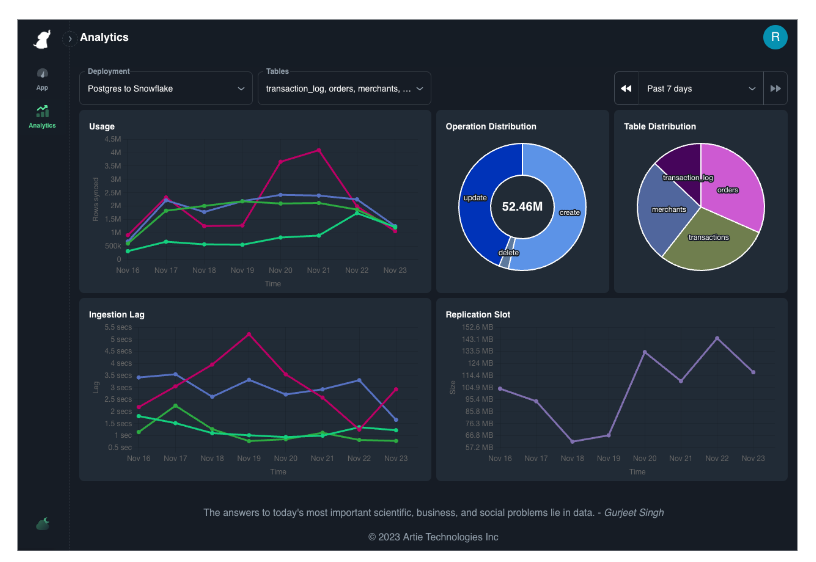 Analytics
R
App
Analytics
Deployment
Postgres to Snowflake
Tables
transaction_log, orders, merchants, ...
Past 7 days
Usage
4.5M
4M
3.5M
3M
2.5M
2M
1.5M
1M
500k
0
Rows synced
Nov 16 Nov 17 Nov 18 Nov 19 Nov 20 Nov 21 Nov 22 Nov 23
Time
Operation Distribution
update
52.46M
create
delete
Table Distribution
transaction_log
orders
merchants
transactions
Ingestion Lag
5.5 secs
5 secs
4.5 secs
4 secs
3.5 secs
3 secs
2.5 secs
2 secs
1.5 secs
1 sec
0.5 sec
Lag
Nov 16 Nov 17 Nov 18 Nov 19 Nov 20 Nov 21 Nov 22 Nov 23
Time
Replication Slot
152.6 MB
143.1 MB
133.5 MB
124 MB
114.4 MB
104.9 MB
95.4 MB
85.8 MB
76.3 MB
66.8 MB
57.2 MB
Size
Nov 16 Nov 17 Nov 18 Nov 19 Nov 20 Nov 21 Nov 22 Nov 23
Time
The answers to today's most important scientific, business, and social problems lie in data. - Gurjeet Singh
© 2023 Artie Technologies Inc